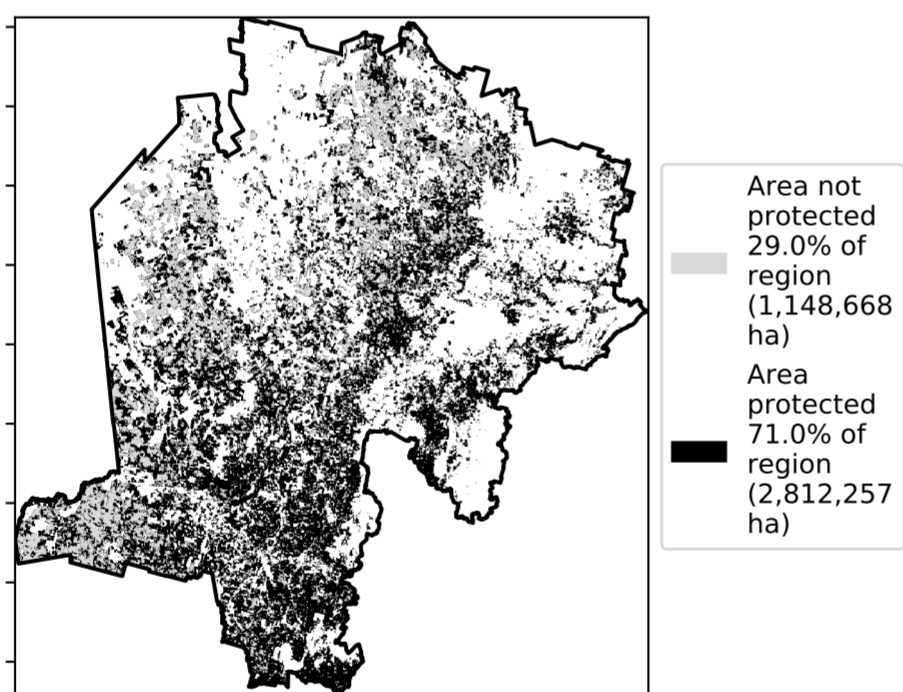 Area not
protected
29.0% of
region
(1,148,668
ha)
Area
protected
71.0% of
region
(2,812,257
ha)